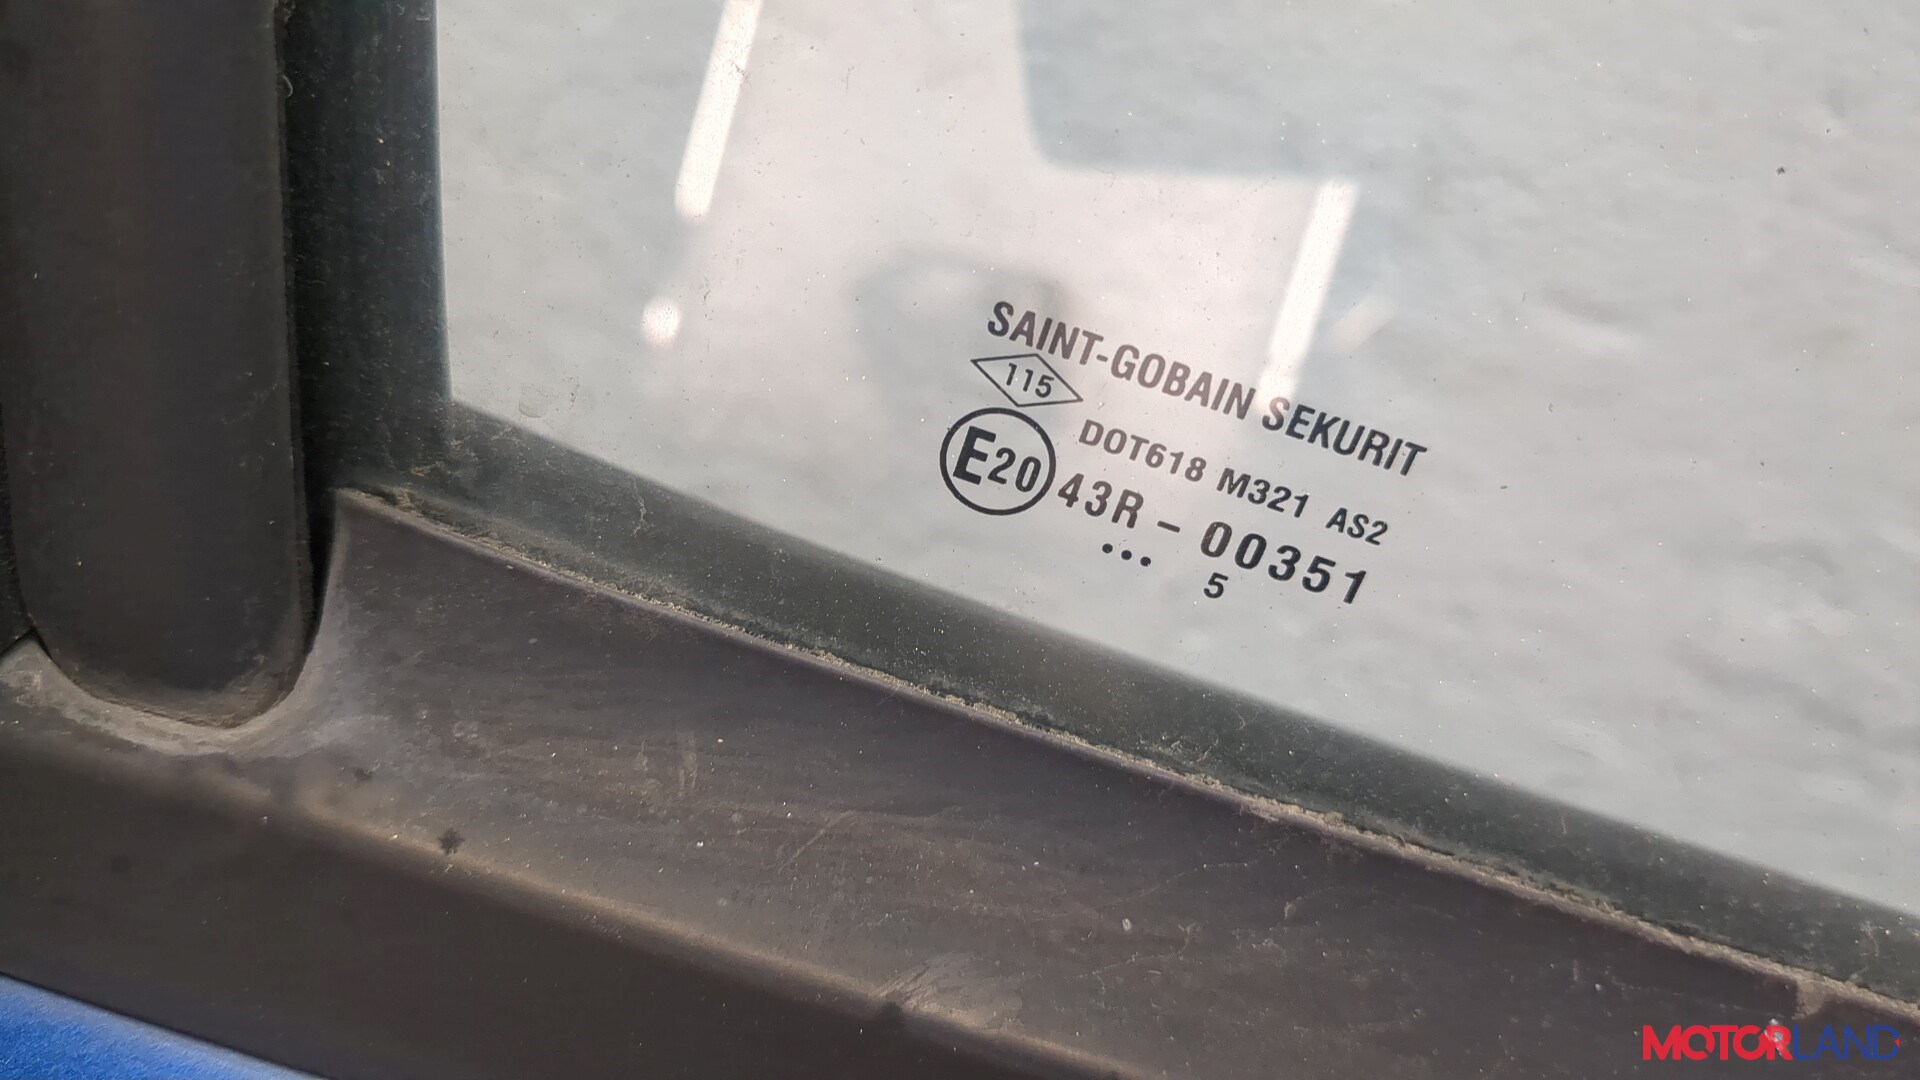 SAINT-GOBAIN SEKURIT
115
DOT618 M321 AS2
E20 43R – 00351
... 5
MOTORLAND